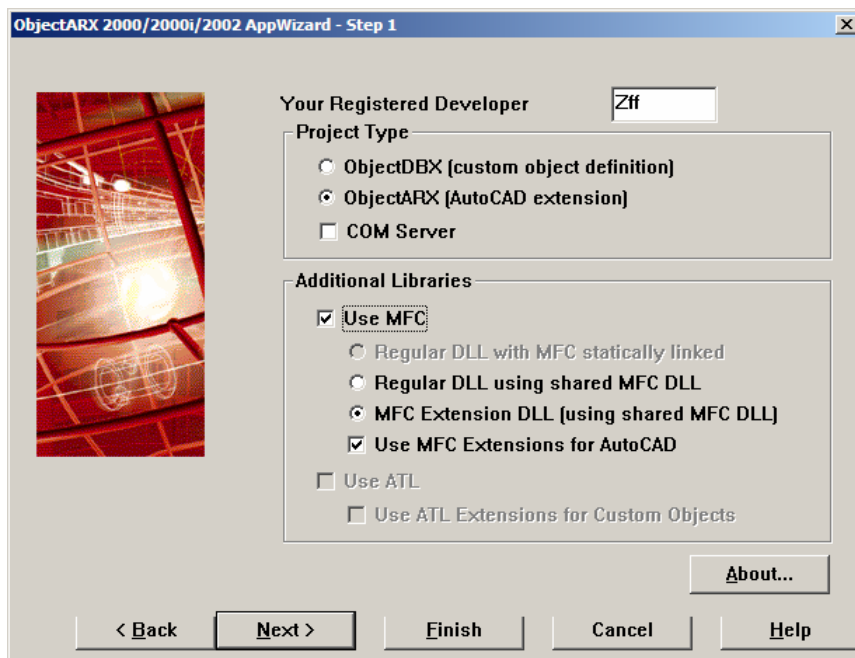 ObjectARX 2000/2000i/2002 AppWizard - Step 1
Your Registered Developer Zff
Project Type
ObjectDBX (custom object definition)
ObjectARX (AutoCAD extension)
COM Server
Additional Libraries
Use MFC
Regular DLL with MFC statically linked
Regular DLL using shared MFC DLL
MFC Extension DLL (using shared MFC DLL)
Use MFC Extensions for AutoCAD
Use ATL
Use ATL Extensions for Custom Objects
About...
< Back Next > Finish Cancel Help